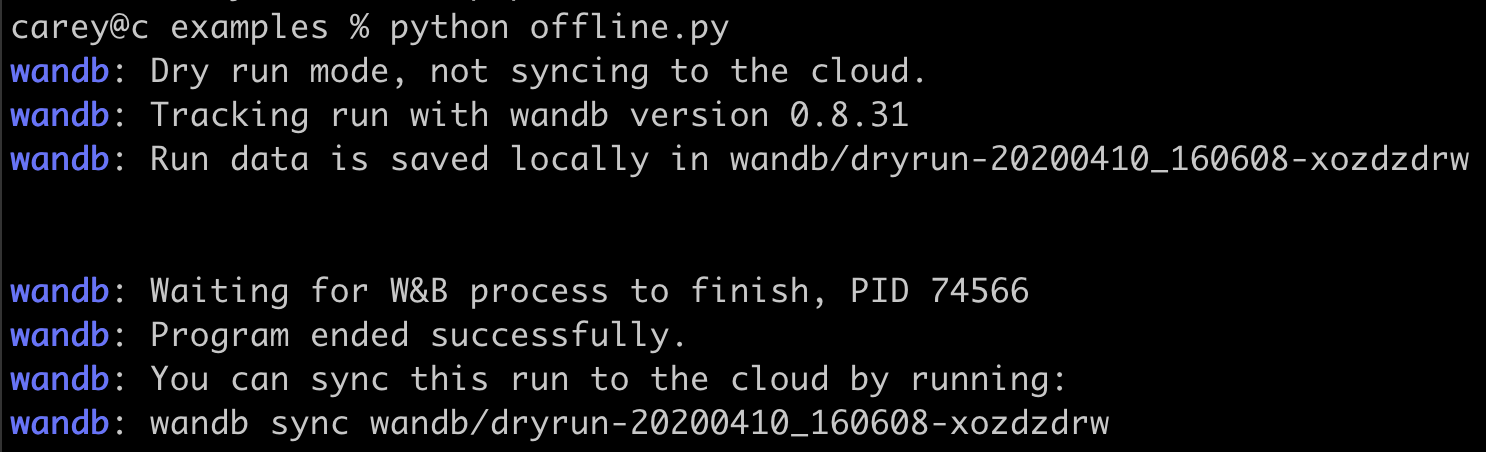 carey@c examples % python offline.py
wandb: Dry run mode, not syncing to the cloud.
wandb: Tracking run with wandb version 0.8.31
wandb: Run data is saved locally in wandb/dryrun-20200410_160608-xozdzdrw
wandb: Waiting for W&B process to finish, PID 74566
wandb: Program ended successfully.
wandb: You can sync this run to the cloud by running:
wandb: wandb sync wandb/dryrun-20200410_160608-xozdzdrw